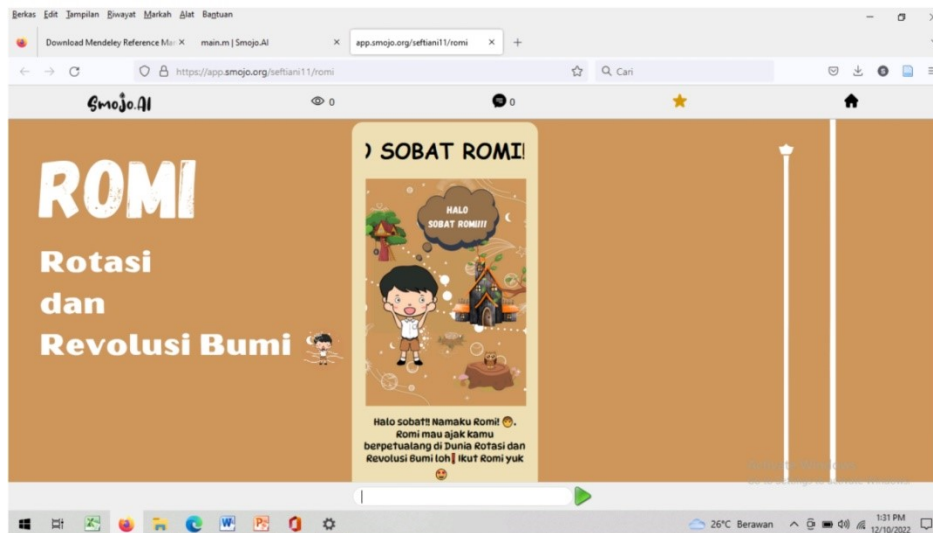 Berkas Edit Tampilan Riwayat Markah Alat Bantuan
Download Mendeley Reference Ma
main.m | Smojo.AI
app.smojo.org/seftiani11/romi
https://app.smojo.org/seftiani11/romi
Cari
Smojo.AI
0
0
ROMI
Rotasi
dan
Revolusi Bumi
) SOBAT ROMI!
HALO
SOBAT ROMI!!!
Halo sobat!! Namaku Romi! 🧒.
Romi mau ajak kamu
berpetualang di Dunia Rotasi dan
Revolusi Bumi loh❗ Ikut Romi yuk
🤩
26°C Berawan
1:31 PM
12/10/2022